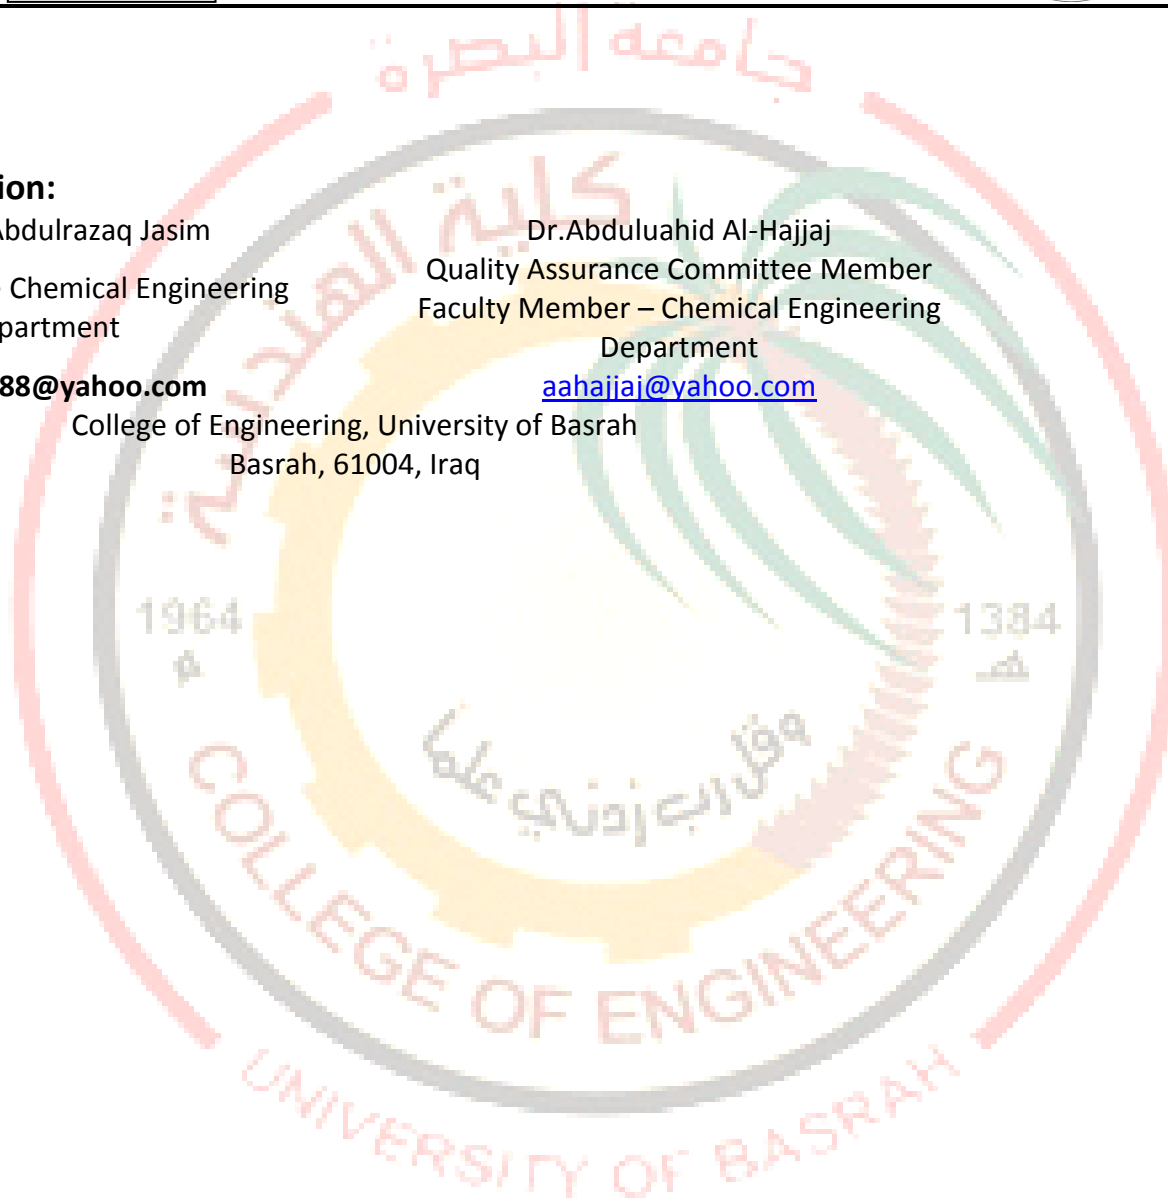 جامعة البصرة
كلية الهندسة
ion:
Abdulrazaq Jasim
Chemical Engineering
partment
88@yahoo.com
Dr.Abduluahid Al-Hajjaj
Quality Assurance Committee Member
Faculty Member – Chemical Engineering
Department
aahajjaj@yahoo.com
College of Engineering, University of Basrah
Basrah, 61004, Iraq
1964
م
1384
هـ
وقل رب زدني علما
COLLEGE OF ENGINEERING
UNIVERSITY OF BASRAH